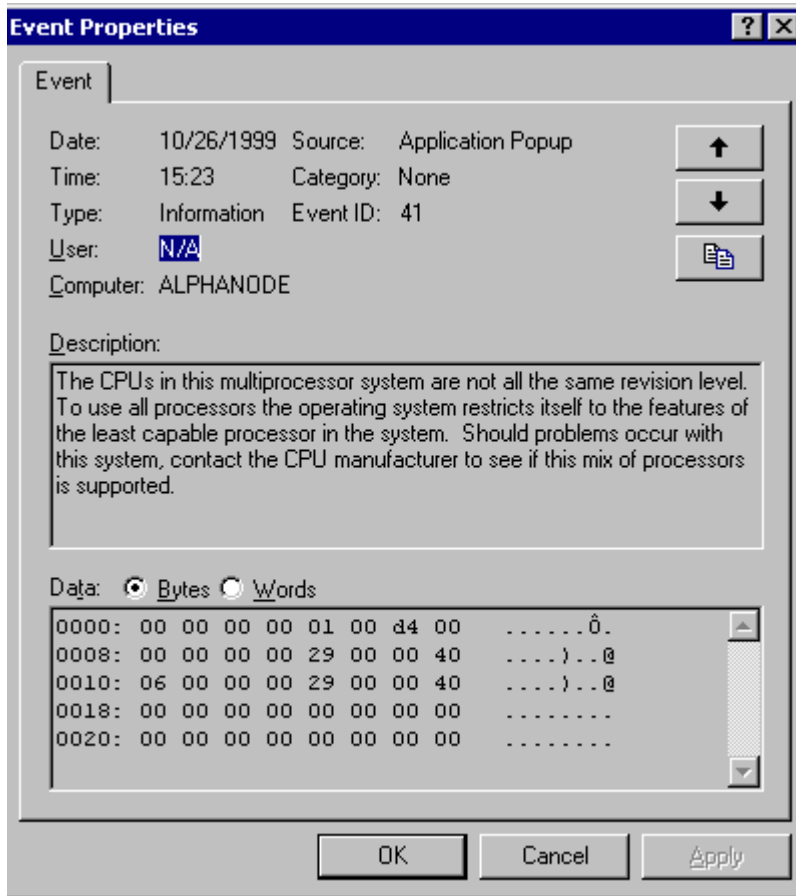 Event Properties
Event
Date: 10/26/1999 Source: Application Popup
Time: 15:23 Category: None
Type: Information Event ID: 41
User: N/A
Computer: ALPHANODE
Description:
The CPUs in this multiprocessor system are not all the same revision level.
To use all processors the operating system restricts itself to the features of
the least capable processor in the system.  Should problems occur with
this system, contact the CPU manufacturer to see if this mix of processors
is supported.
Data: Bytes Words
0000: 00 00 00 00 01 00 d4 00 ......Ô.
0008: 00 00 00 00 29 00 00 40 ....)..@
0010: 06 00 00 00 29 00 00 40 ....)..@
0018: 00 00 00 00 00 00 00 00 ........
0020: 00 00 00 00 00 00 00 00 ........
OK Cancel Apply